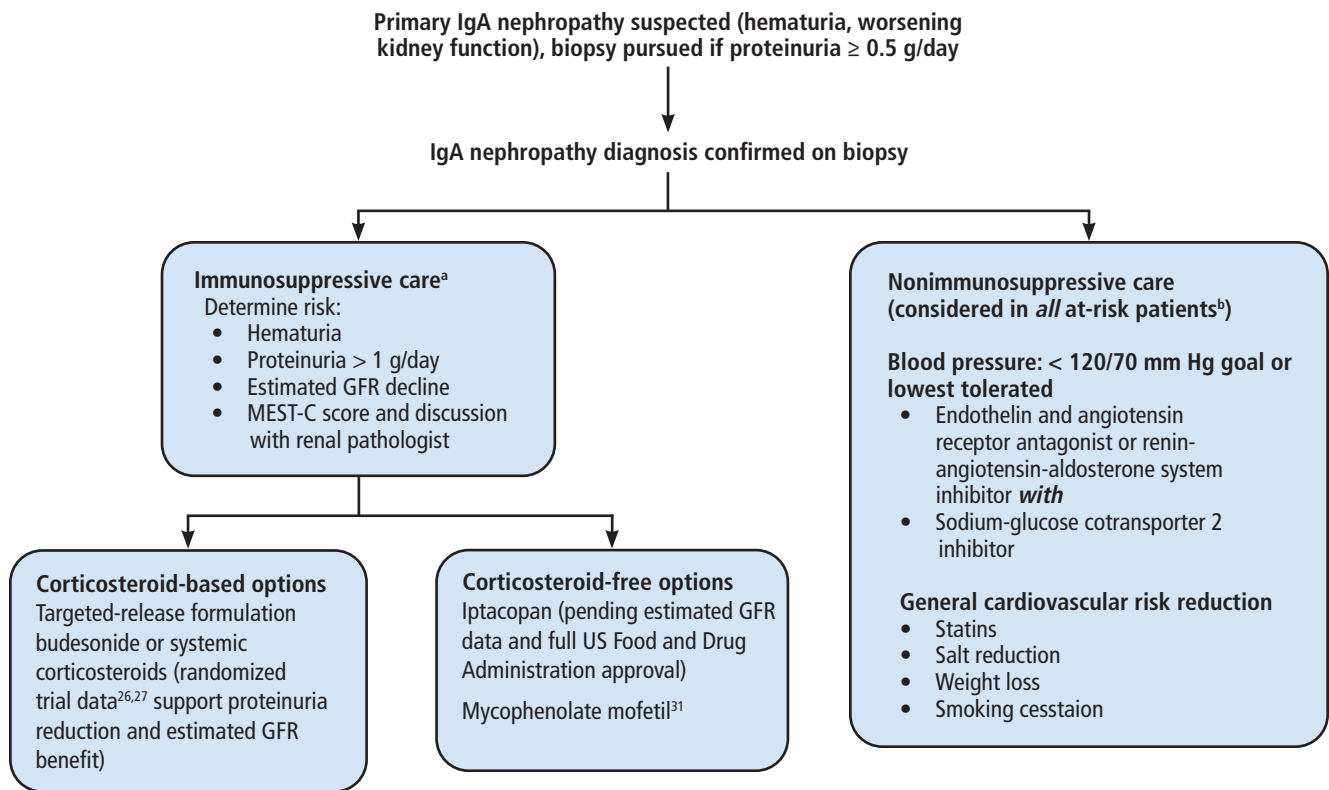 Primary IgA nephropathy suspected (hematuria, worsening
kidney function), biopsy pursued if proteinuria ≥ 0.5 g/day
IgA nephropathy diagnosis confirmed on biopsy
Immunosuppressive careᵃ
Determine risk:
• Hematuria
• Proteinuria > 1 g/day
• Estimated GFR decline
• MEST-C score and discussion
with renal pathologist
Corticosteroid-based options
Targeted-release formulation
budesonide or systemic
corticosteroids (randomized
trial data²⁶,²⁷ support proteinuria
reduction and estimated GFR
benefit)
Corticosteroid-free options
Iptacopan (pending estimated GFR
data and full US Food and Drug
Administration approval)
Mycophenolate mofetil³¹
Nonimmunosuppressive care
(considered in all at-risk patientsᵇ)
Blood pressure: < 120/70 mm Hg goal or
lowest tolerated
• Endothelin and angiotensin
receptor antagonist or renin-
angiotensin-aldosterone system
inhibitor with
• Sodium-glucose cotransporter 2
inhibitor
General cardiovascular risk reduction
• Statins
• Salt reduction
• Weight loss
• Smoking cesstaion